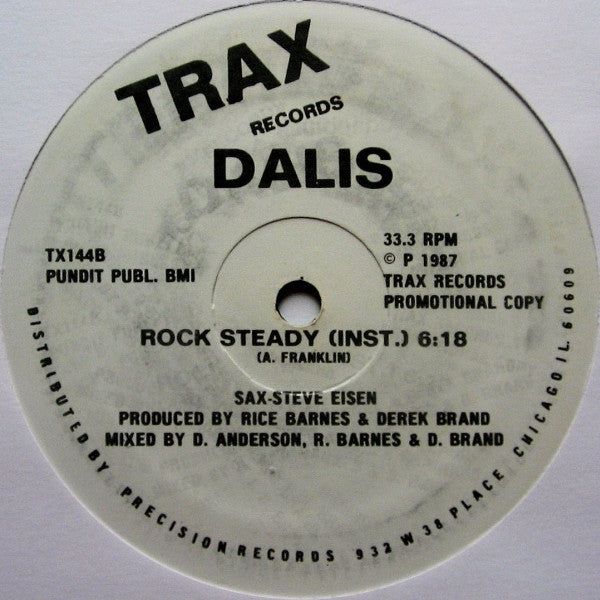 TRAX
RECORDS
DALIS
TX144B
PUNDIT PUBL. BMI
33.3 RPM
© P 1987
TRAX RECORDS
PROMOTIONAL COPY
ROCK STEADY (INST.) 6:18
(A. FRANKLIN)
SAX-STEVE EISEN
PRODUCED BY RICE BARNES & DEREK BRAND
MIXED BY D. ANDERSON, R. BARNES & D. BRAND
DISTRIBUTED BY PRECISION RECORDS 932 W 38 PLACE CHICAGO IL. 60609